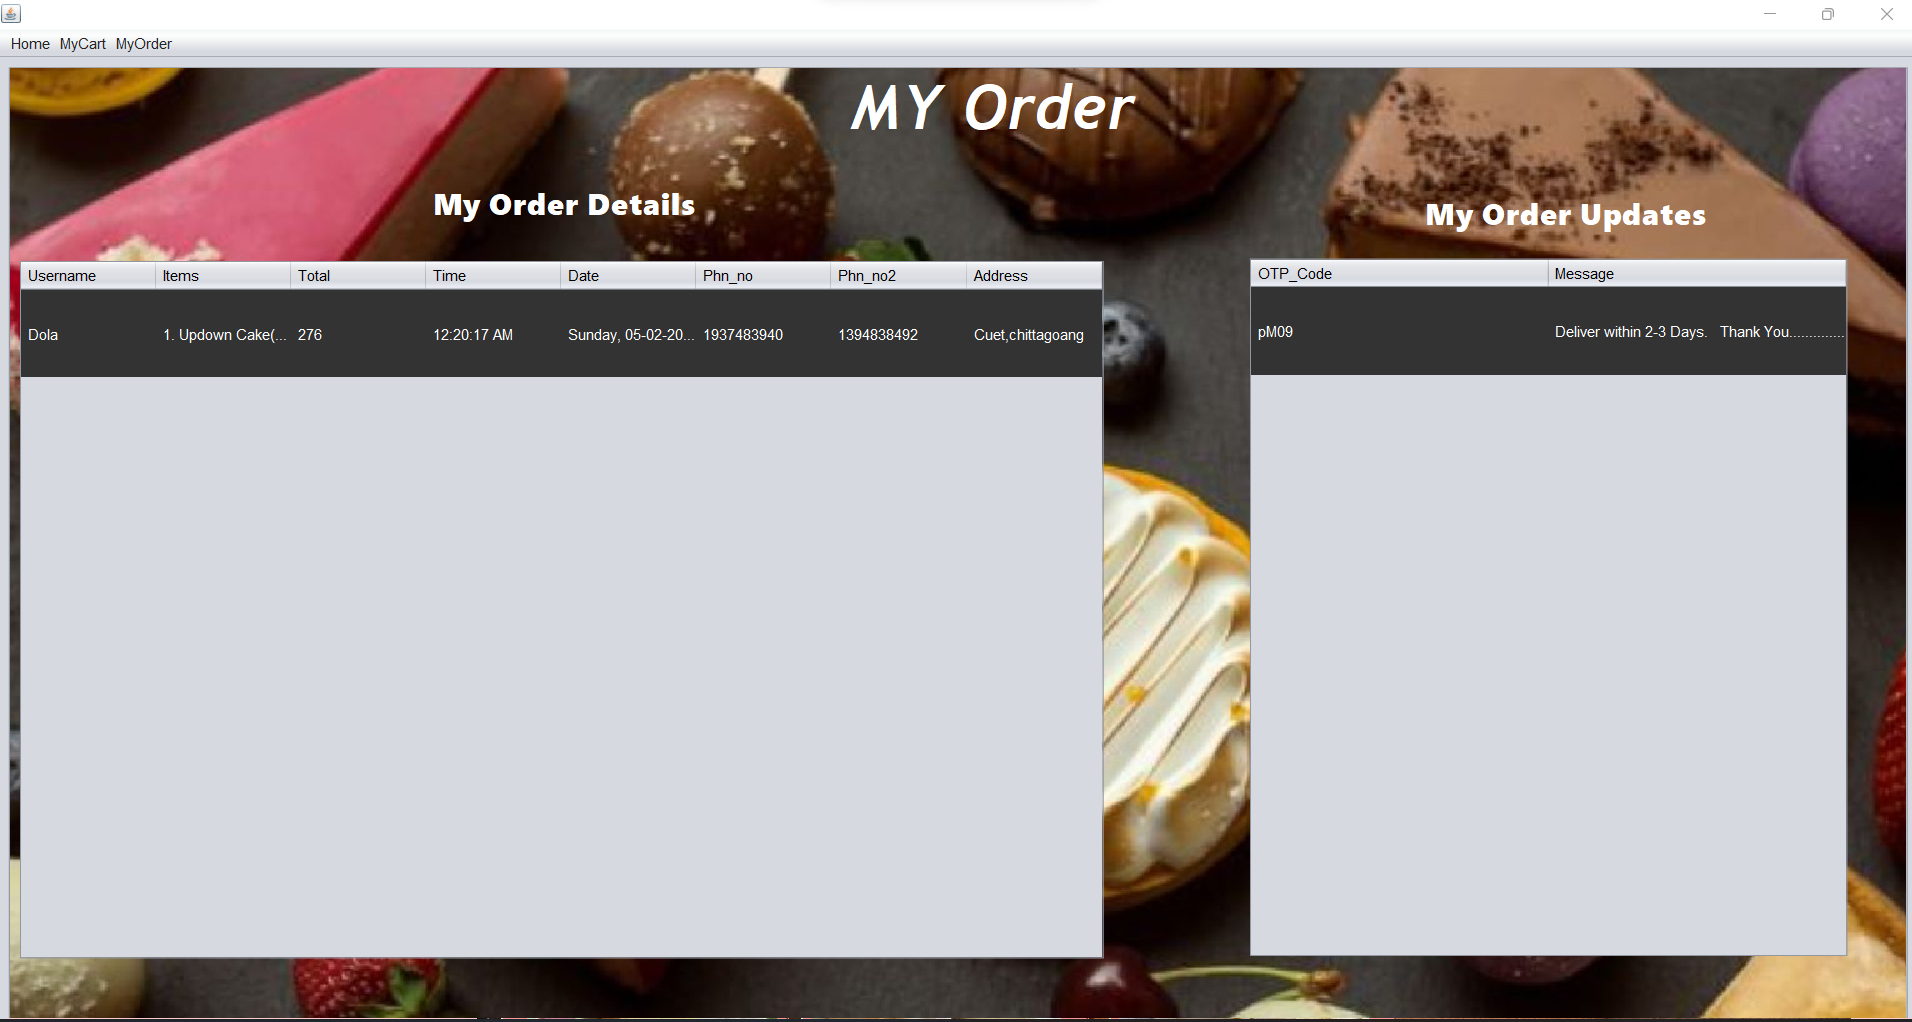 Home MyCart MyOrder
MY Order
My Order Details
My Order Updates
Username Items Total Time Date Phn_no Phn_no2 Address
Dola 1. Updown Cake(... 276 12:20:17 AM Sunday, 05-02-20... 1937483940 1394838492 Cuet,chittagoang
OTP_Code Message
pM09 Deliver within 2-3 Days. Thank You..............